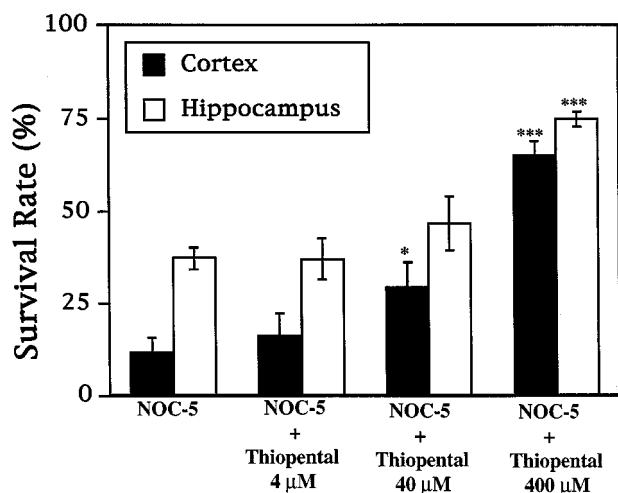 100
75
50
25
0
Survival Rate (%)
Cortex
Hippocampus
*
***
***
NOC-5
NOC-5
+
Thiopental
4 μM
NOC-5
+
Thiopental
40 μM
NOC-5
+
Thiopental
400 μM